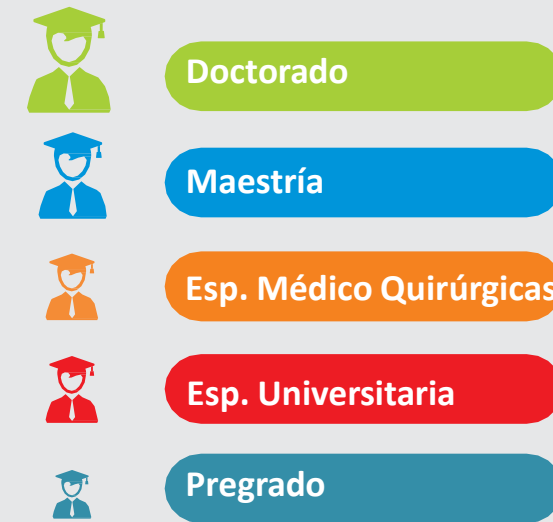 Doctorado
Maestría
Esp. Médico Quirúrgicas
Esp. Universitaria
Pregrado